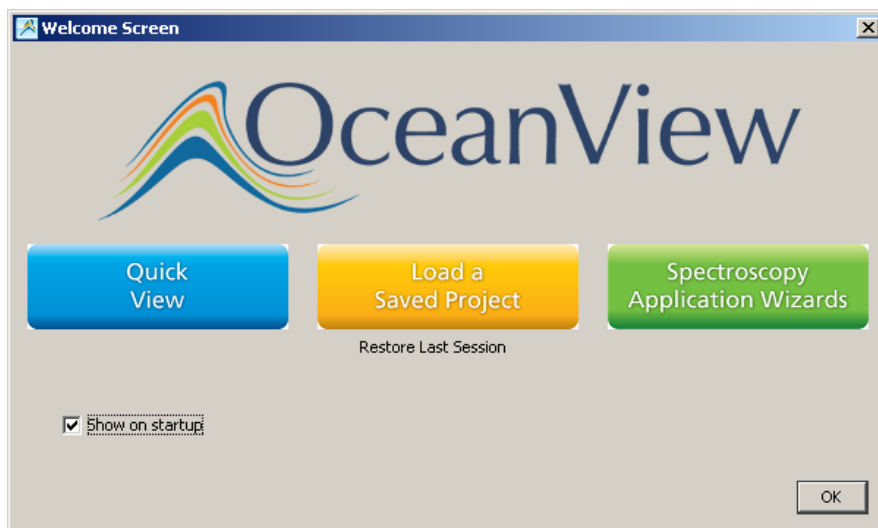 Welcome Screen
OceanView
Quick
View
Load a
Saved Project
Spectroscopy
Application Wizards
Restore Last Session
Show on startup
OK